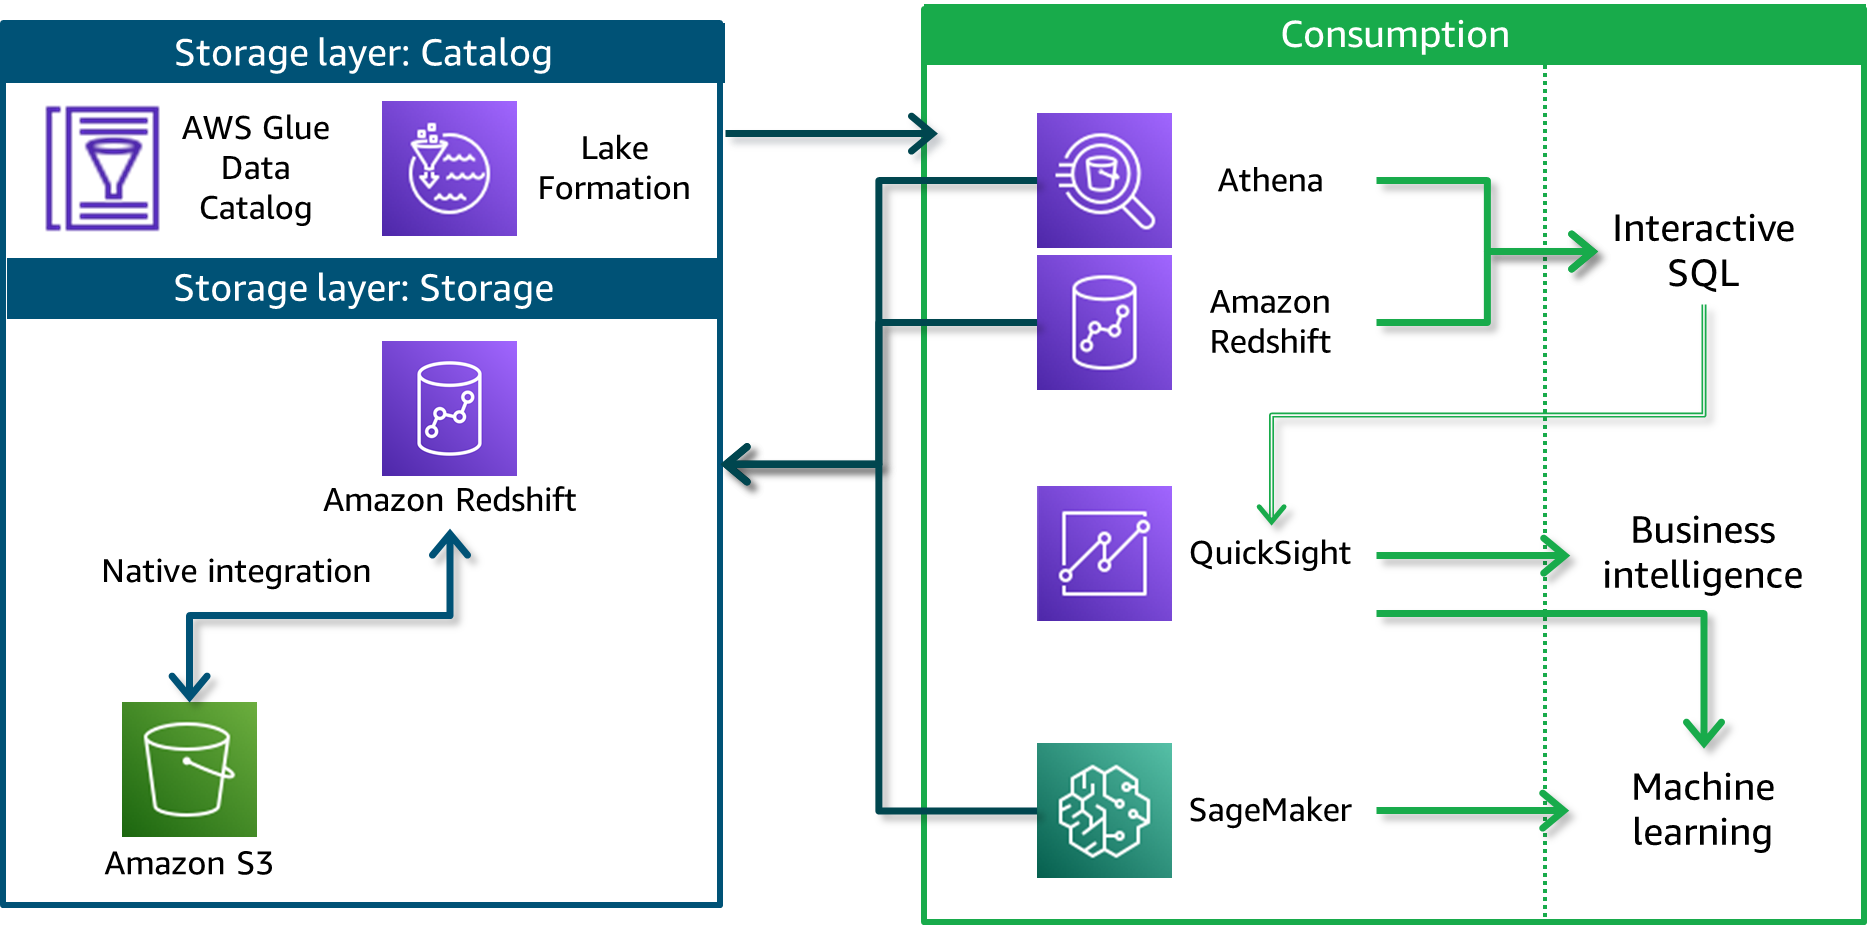 Storage layer: Catalog
AWS Glue
Data
Catalog
Lake
Formation
Storage layer: Storage
Amazon Redshift
Native integration
Amazon S3
Consumption
Athena
Amazon
Redshift
Interactive
SQL
QuickSight
Business
intelligence
SageMaker
Machine
learning